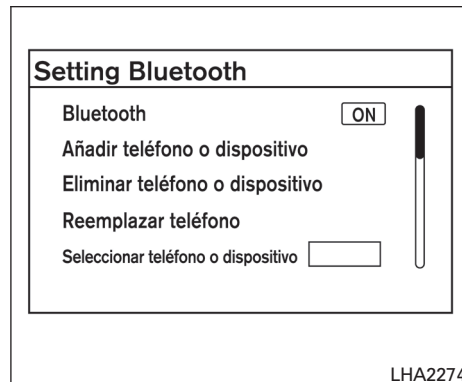 Setting Bluetooth
Bluetooth ON
Añadir teléfono o dispositivo
Eliminar teléfono o dispositivo
Reemplazar teléfono
Seleccionar teléfono o dispositivo
LHA2274